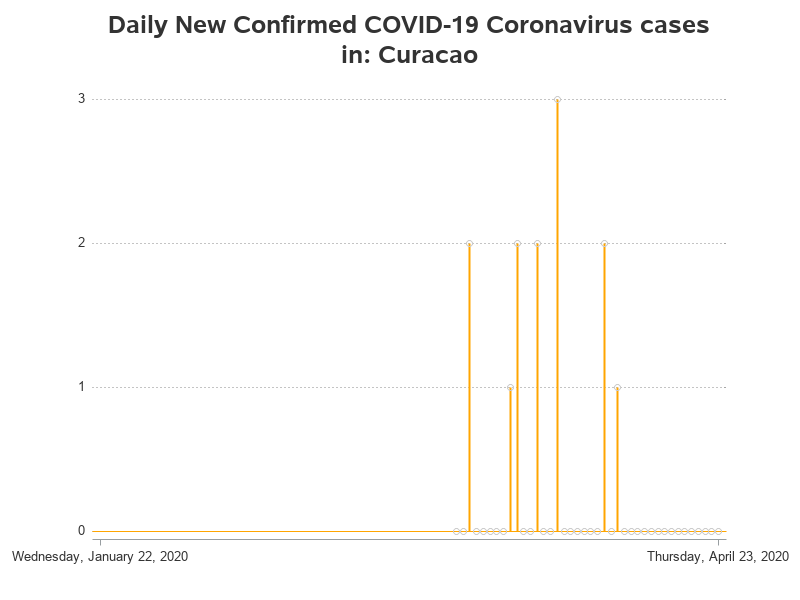 Daily New Confirmed COVID-19 Coronavirus cases
in: Curacao
3
2
1
0
Wednesday, January 22, 2020
Thursday, April 23, 2020